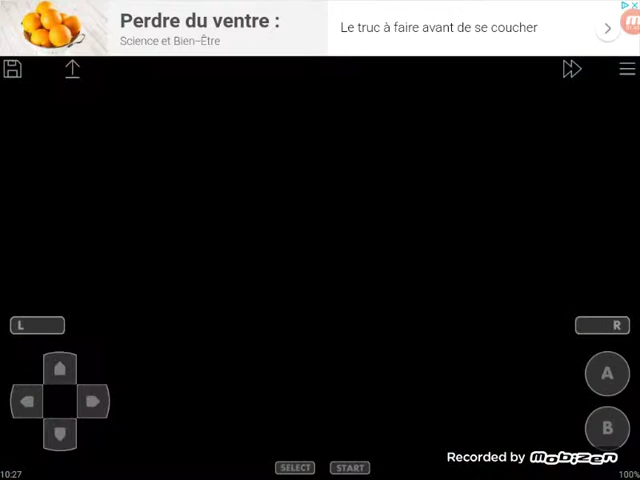 Perdre du ventre :
Science et Bien-Être
Le truc à faire avant de se coucher
L
R
A
B
SELECT
START
Recorded by mobizen
10:27
100%